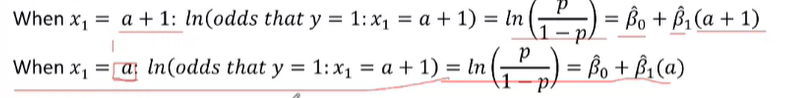 When x₁ = a + 1: ln(odds that y = 1: x₁ = a + 1) = ln(p/(1 − p)) = β̂₀ + β̂₁(a + 1)
When x₁ = a: ln(odds that y = 1: x₁ = a + 1) = ln(p/(1 − p)) = β̂₀ + β̂₁(a)